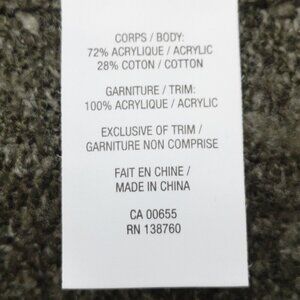 CORPS / BODY:
72% ACRYLIQUE / ACRYLIC
28% COTON / COTTON
GARNITURE / TRIM:
100% ACRYLIQUE / ACRYLIC
EXCLUSIVE OF TRIM /
GARNITURE NON COMPRISE
FAIT EN CHINE /
MADE IN CHINA
CA 00655
RN 138760